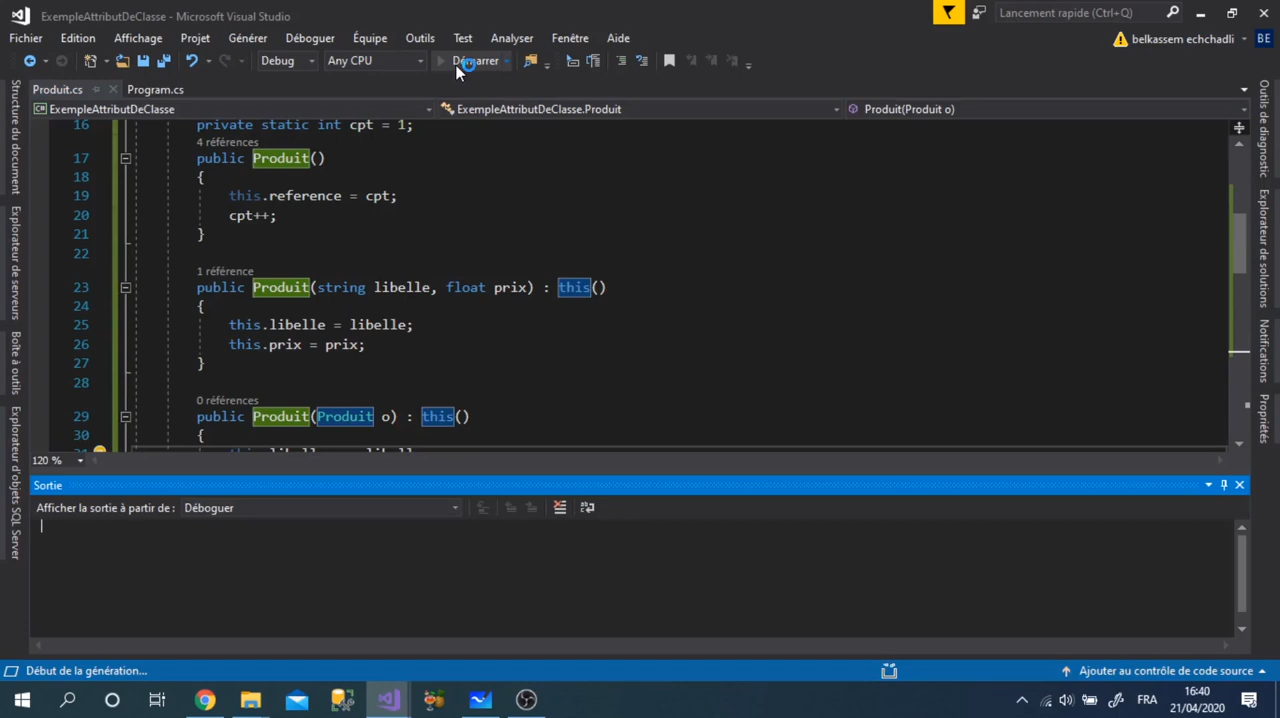 ExempleAttributDeClasse - Microsoft Visual Studio
Lancement rapide (Ctrl+Q)
Fichier Edition Affichage Projet Générer Déboguer Équipe Outils Test Analyser Fenêtre Aide
belkassem echchadli BE
Debug Any CPU Démarrer
Produit.cs Program.cs
ExempleAttributDeClasse ExempleAttributDeClasse.Produit Produit(Produit o)
16 private static int cpt = 1;
4 références
17 public Produit()
18 {
19 this.reference = cpt;
20 cpt++;
21 }
22
1 référence
23 public Produit(string libelle, float prix) : this()
24 {
25 this.libelle = libelle;
26 this.prix = prix;
27 }
28
0 références
29 public Produit(Produit o) : this()
30 {
120 %
Structure du document
Explorateur de serveurs
Boîte à outils
Explorateur d'objets SQL Server
Outils de diagnostic
Explorateur de solutions
Notifications
Propriétés
Sortie
Afficher la sortie à partir de : Déboguer
Début de la génération...
Ajouter au contrôle de code source
FRA
16:40
21/04/2020